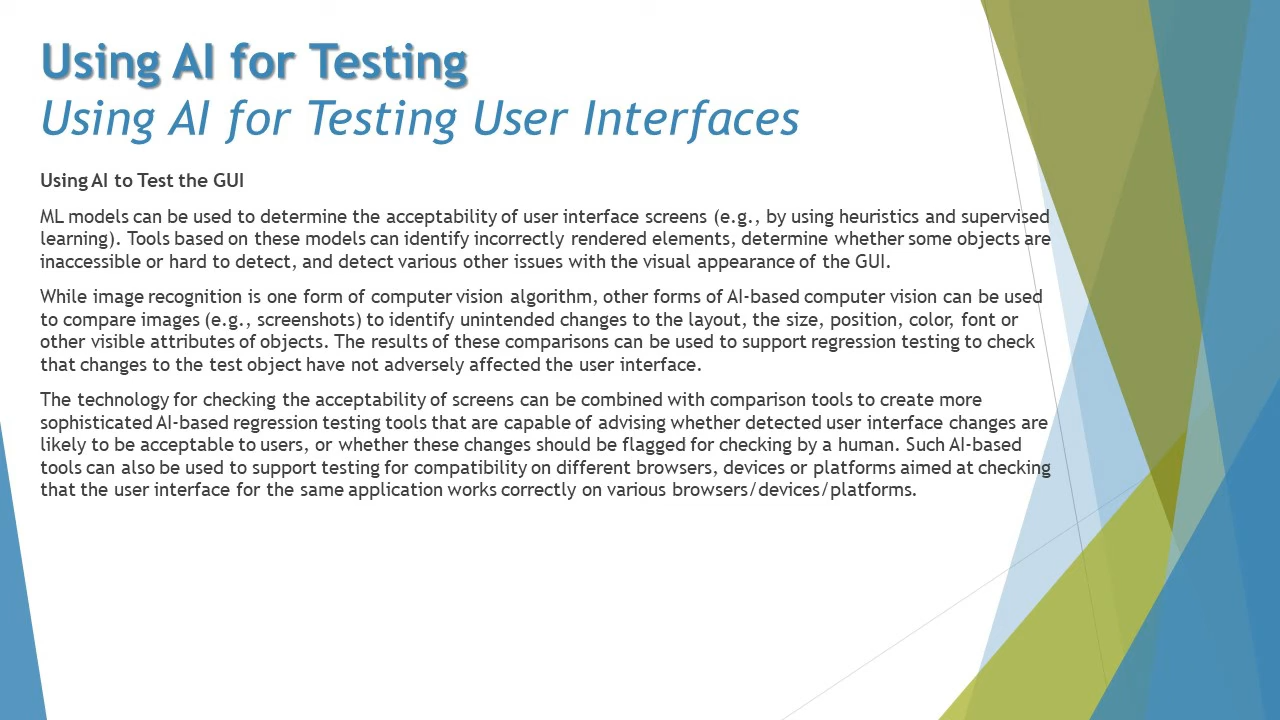 Using AI for Testing
Using AI for Testing User Interfaces
Using AI to Test the GUI
ML models can be used to determine the acceptability of user interface screens (e.g., by using heuristics and supervised
learning). Tools based on these models can identify incorrectly rendered elements, determine whether some objects are
inaccessible or hard to detect, and detect various other issues with the visual appearance of the GUI.
While image recognition is one form of computer vision algorithm, other forms of AI-based computer vision can be used
to compare images (e.g., screenshots) to identify unintended changes to the layout, the size, position, color, font or
other visible attributes of objects. The results of these comparisons can be used to support regression testing to check
that changes to the test object have not adversely affected the user interface.
The technology for checking the acceptability of screens can be combined with comparison tools to create more
sophisticated AI-based regression testing tools that are capable of advising whether detected user interface changes are
likely to be acceptable to users, or whether these changes should be flagged for checking by a human. Such AI-based
tools can also be used to support testing for compatibility on different browsers, devices or platforms aimed at checking
that the user interface for the same application works correctly on various browsers/devices/platforms.